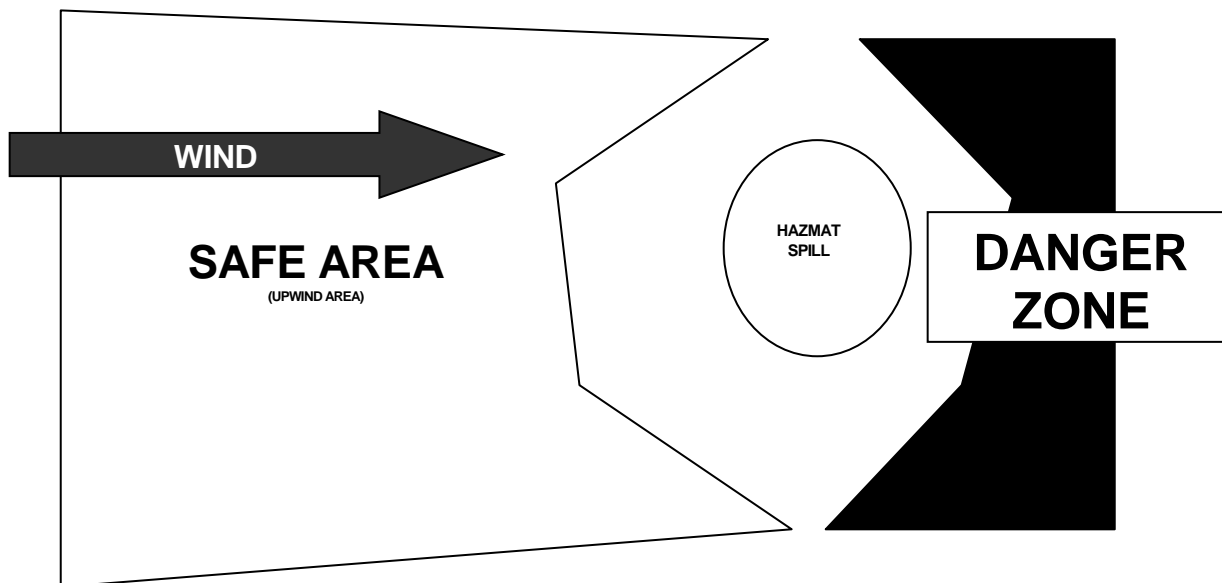 WIND
SAFE AREA
(UPWIND AREA)
HAZMAT
SPILL
DANGER
ZONE